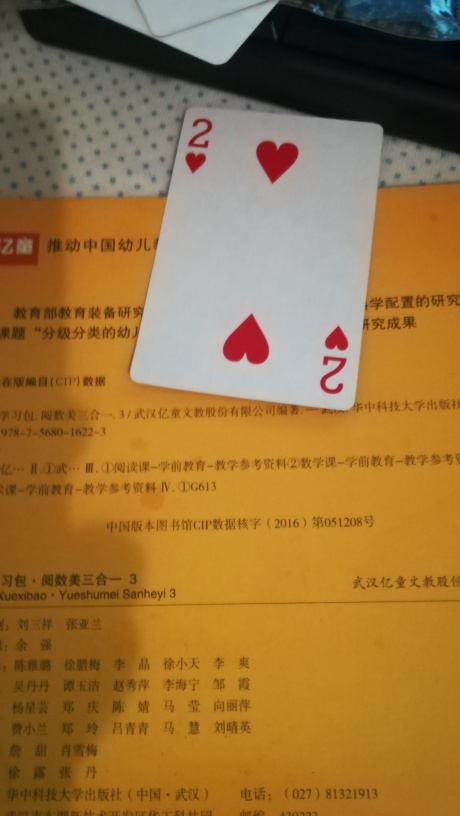 2
亿童 推动中国幼儿
教育部教育装备研究 学配置的研究
课题“分级分类的幼儿 研究成果
2
在版编目(CIP)数据
学习包. 阅数美三合一. 3/武汉亿童文教股份有限公司编著. — 武汉 华中科技大学出版社
978-7-5680-1622-3
亿… Ⅱ.①武… Ⅲ.①阅读课-学前教育-教学参考资料②数学课-学前教育-教学参考资
课-学前教育-教学参考资料 Ⅳ.①G613
中国版本图书馆CIP数据核字(2016)第051208号
习包·阅数美三合一 3 武汉亿童文教股份
Xuexibao·Yueshumei Sanheyi 3
刘三祥 张亚兰
余强
陈雅璐 徐腊梅 李晶 徐小天 李爽
吴丹丹 谭玉洁 赵秀萍 李海宁 邹霞
杨星芸 郑庆 陈婧 马莹 向丽萍
费小兰 郑玲 吕青青 马慧 刘晴英
詹甜 肖雪梅
徐露 张丹
华中科技大学出版社(中国·武汉) 电话:(027)81321913